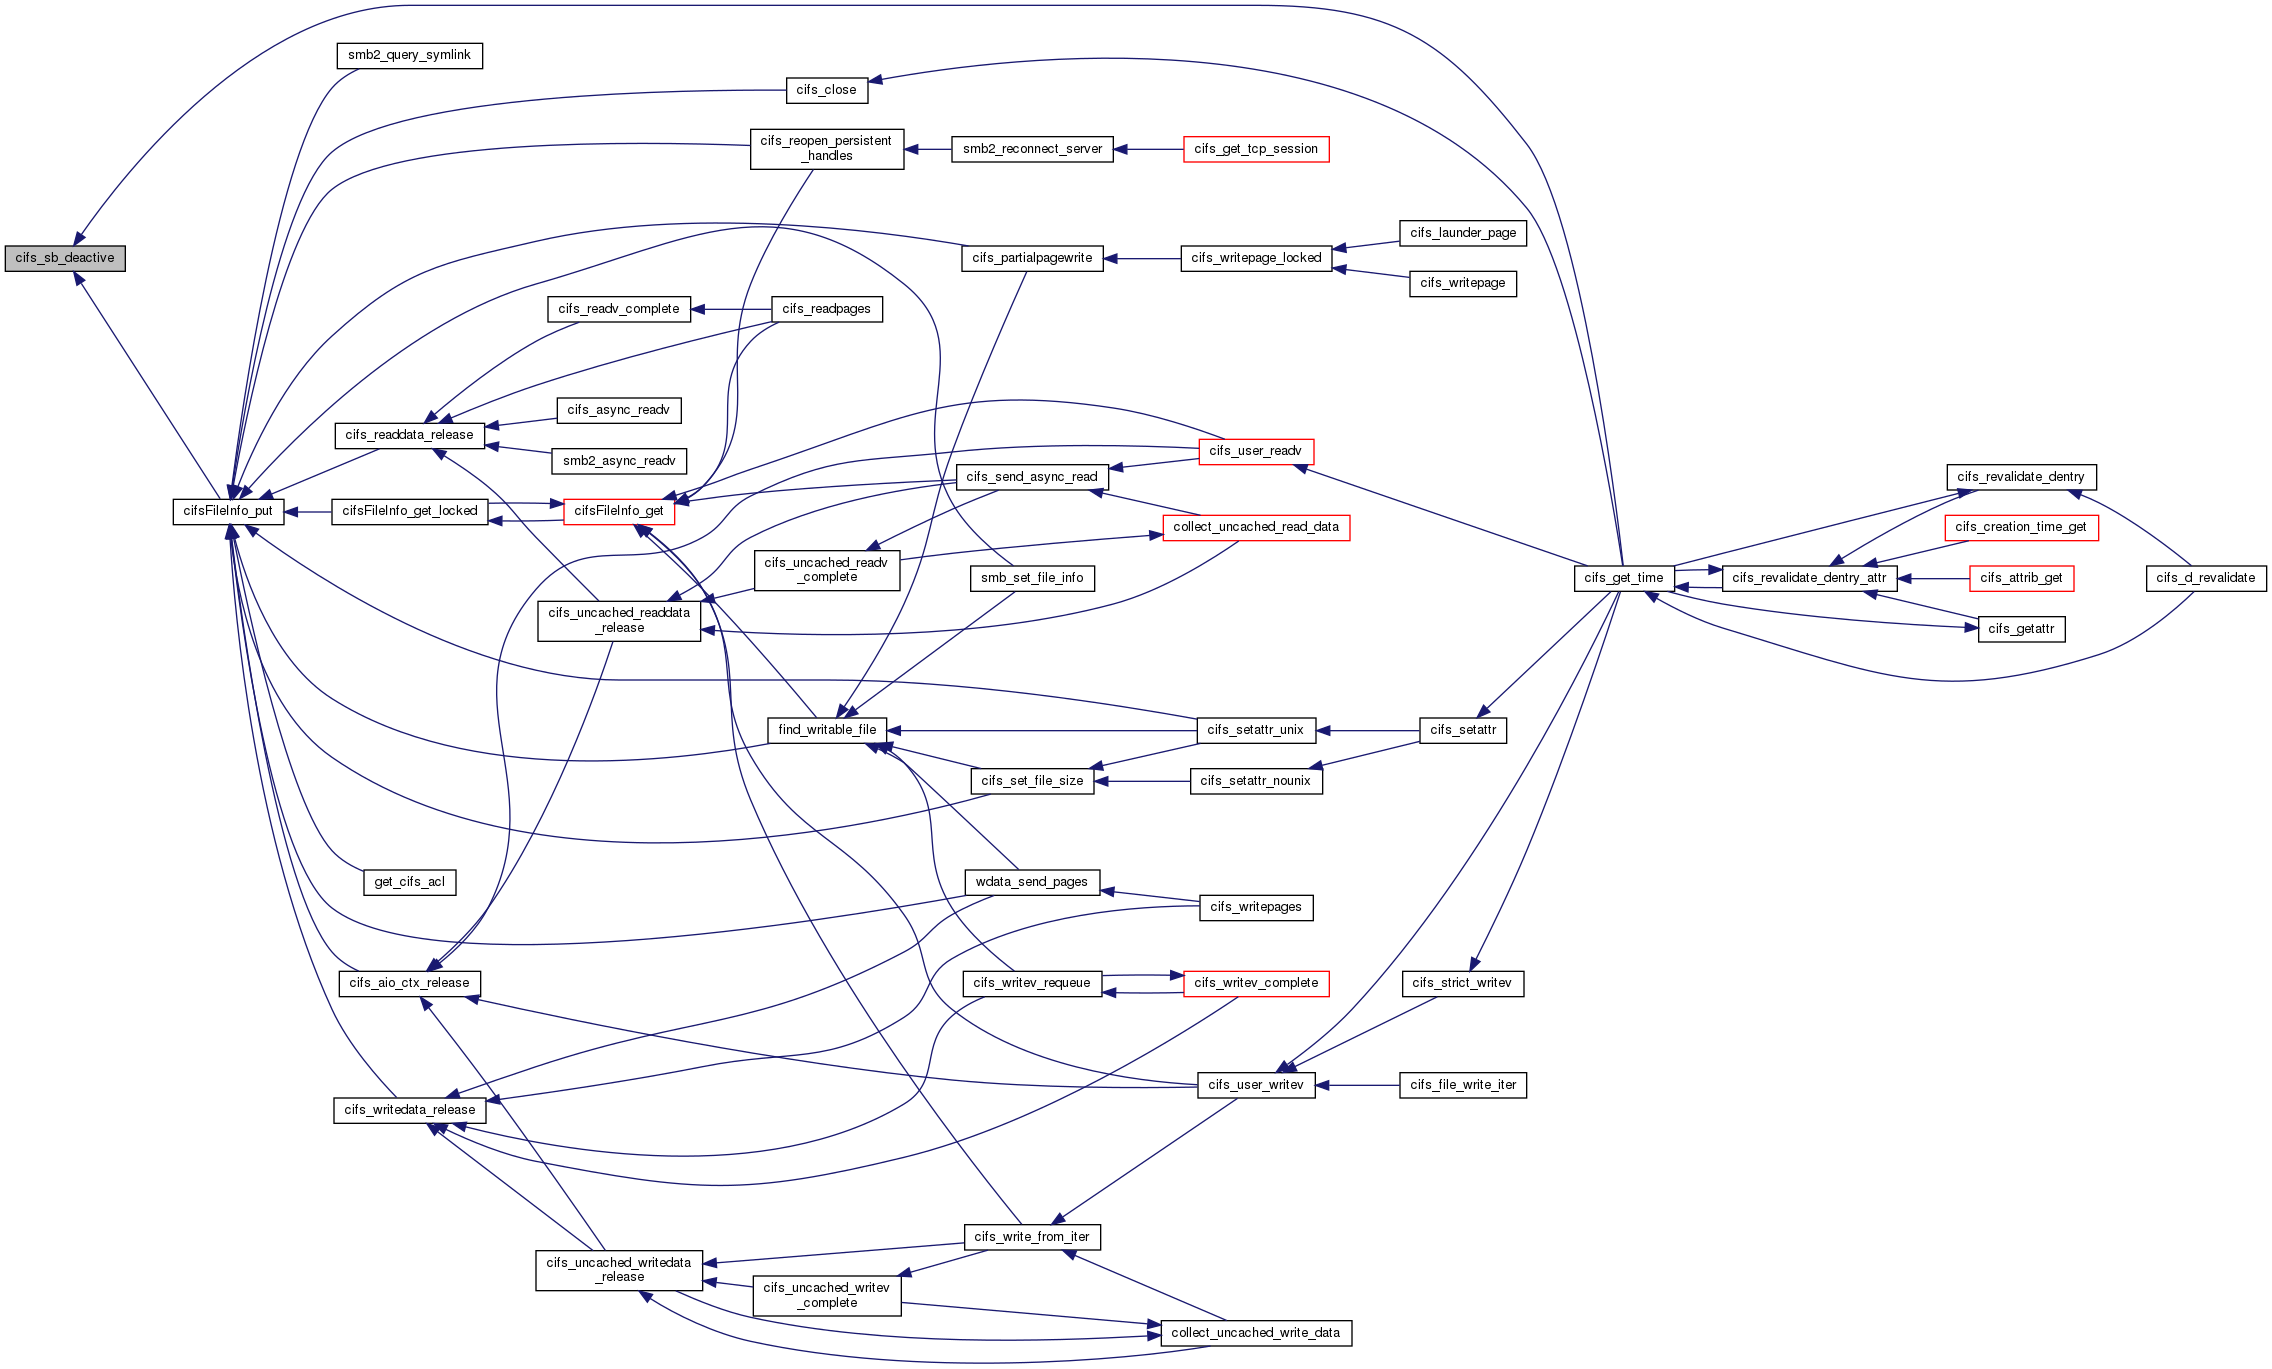 smb2_query_symlink
cifs_close
cifs_reopen_persistent
_handles
smb2_reconnect_server
cifs_get_tcp_session
cifs_sb_deactive
cifs_partialpagewrite
cifs_writepage_locked
cifs_launder_page
cifs_writepage
cifs_readv_complete
cifs_readpages
cifs_async_readv
cifs_readdata_release
smb2_async_readv
cifs_user_readv
cifs_send_async_read
cifs_revalidate_dentry
cifsFileInfo_put
cifsFileInfo_get_locked
cifsFileInfo_get
collect_uncached_read_data
cifs_creation_time_get
cifs_uncached_readv
_complete
smb_set_file_info
cifs_get_time
cifs_revalidate_dentry_attr
cifs_attrib_get
cifs_d_revalidate
cifs_uncached_readdata
_release
cifs_getattr
find_writable_file
cifs_setattr_unix
cifs_setattr
cifs_set_file_size
cifs_setattr_nounix
get_cifs_acl
wdata_send_pages
cifs_writepages
cifs_aio_ctx_release
cifs_writev_requeue
cifs_writev_complete
cifs_strict_writev
cifs_user_writev
cifs_file_write_iter
cifs_writedata_release
cifs_write_from_iter
cifs_uncached_writedata
_release
cifs_uncached_writev
_complete
collect_uncached_write_data